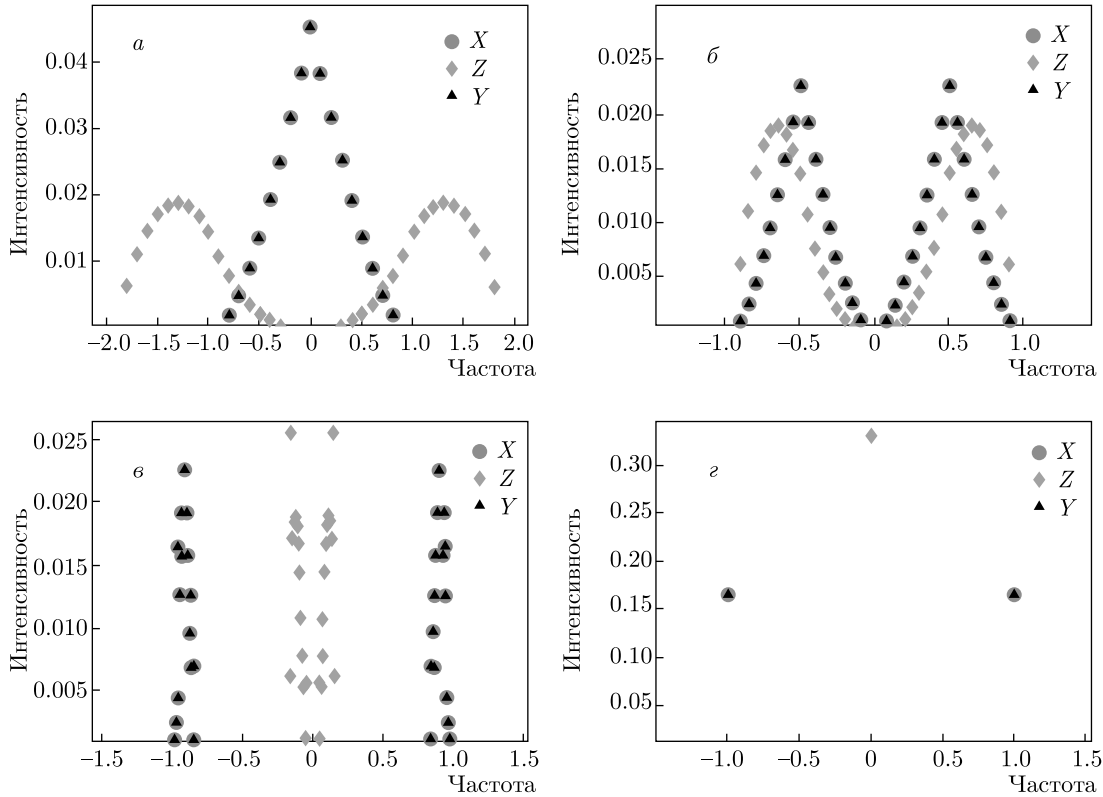 а
X
Z
Y
0.04
0.03
0.02
0.01
Интенсивность
−2.0 −1.5 −1.0 −0.5 0 0.5 1.0 1.5 2.0
Частота
б
X
Z
Y
0.025
0.020
0.015
0.010
0.005
Интенсивность
−1.0 −0.5 0 0.5 1.0
Частота
в
X
Z
Y
0.025
0.020
0.015
0.010
0.005
Интенсивность
−1.5 −1.0 −0.5 0 0.5 1.0 1.5
Частота
г
X
Z
Y
0.30
0.25
0.20
0.15
0.10
0.05
Интенсивность
−1.0 −0.5 0 0.5 1.0 1.5
Частота